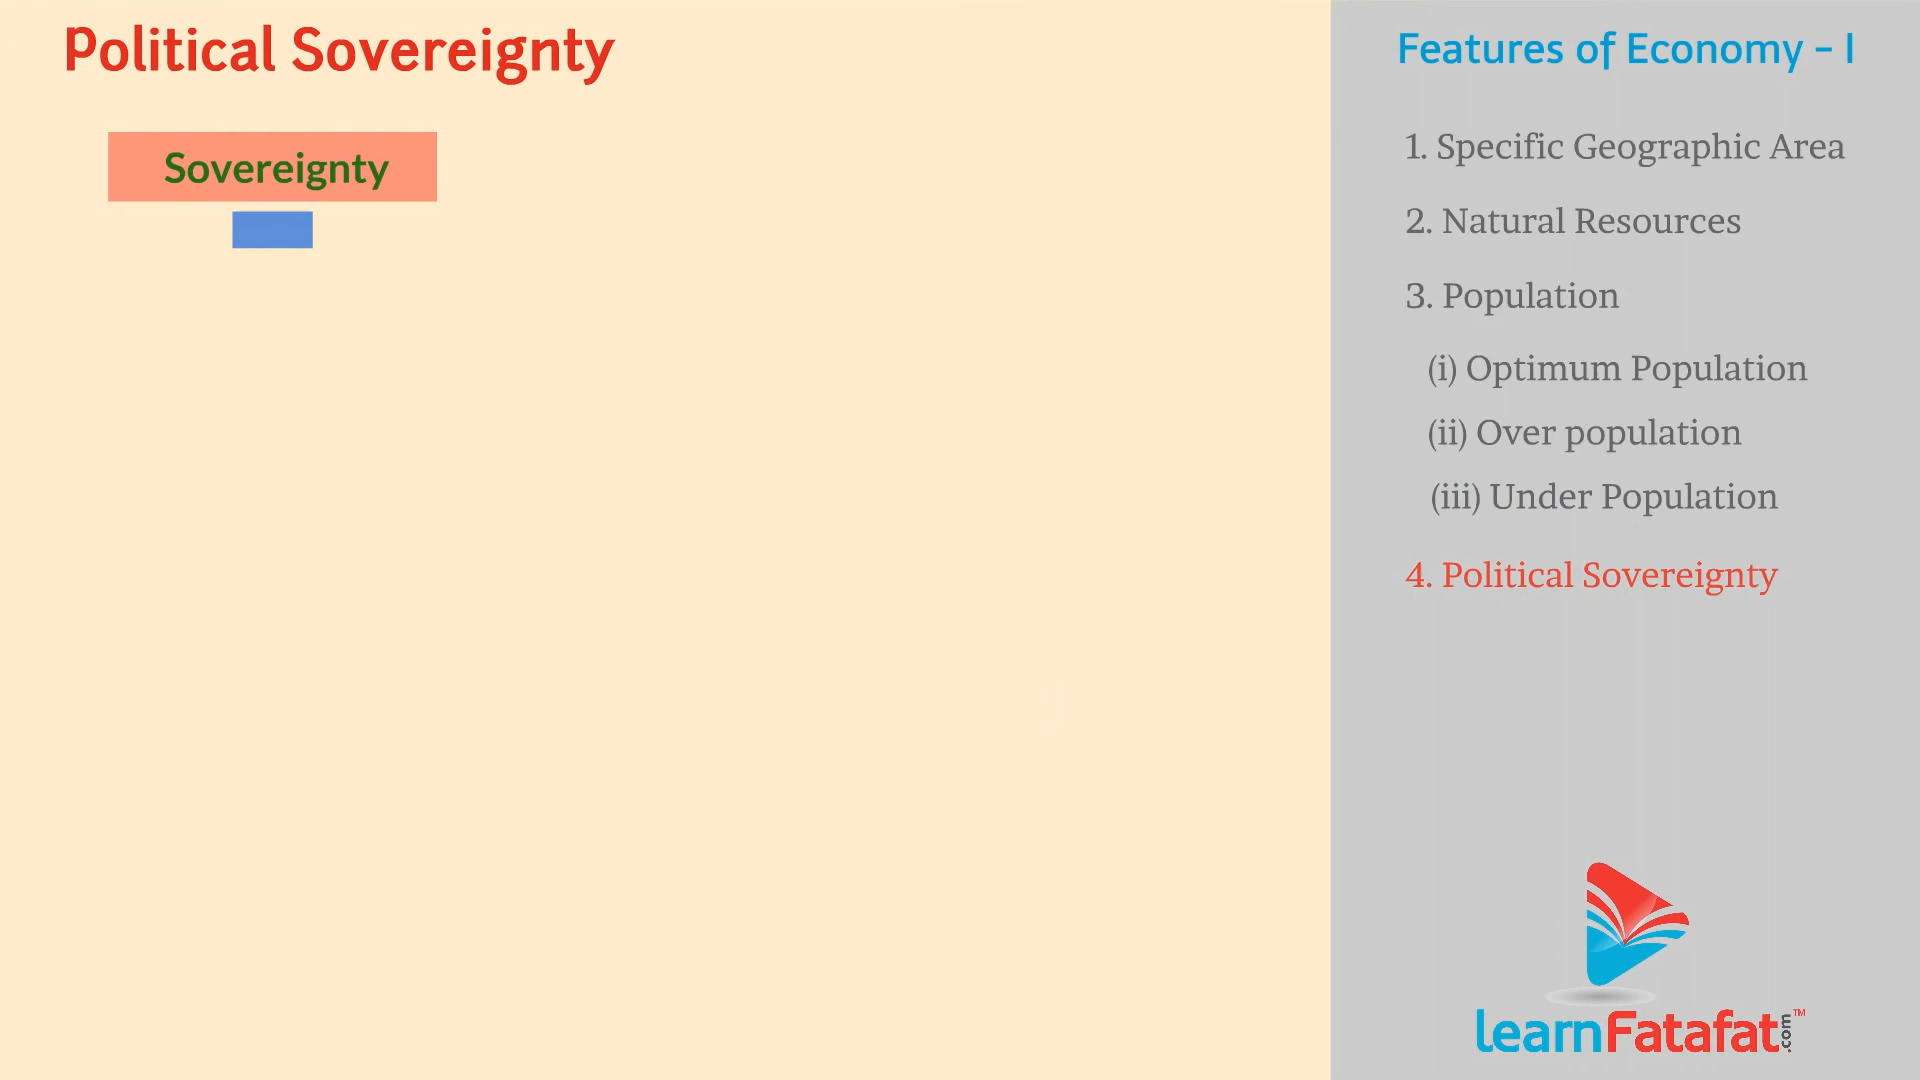 Political Sovereignty
Sovereignty
Features of Economy – I
1. Specific Geographic Area
2. Natural Resources
3. Population
(i) Optimum Population
(ii) Over population
(iii) Under Population
4. Political Sovereignty
learnFatafat.com™